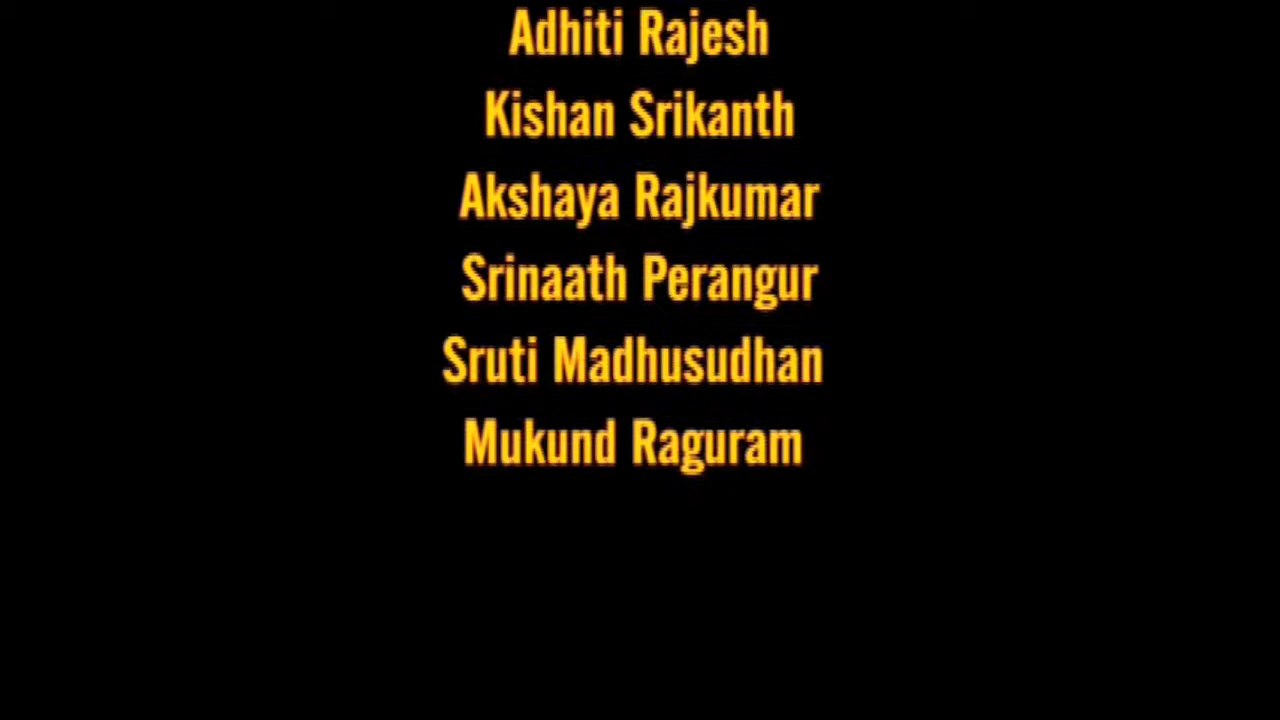 Adhiti Rajesh
Kishan Srikanth
Akshaya Rajkumar
Srinaath Perangur
Sruti Madhusudhan
Mukund Raguram